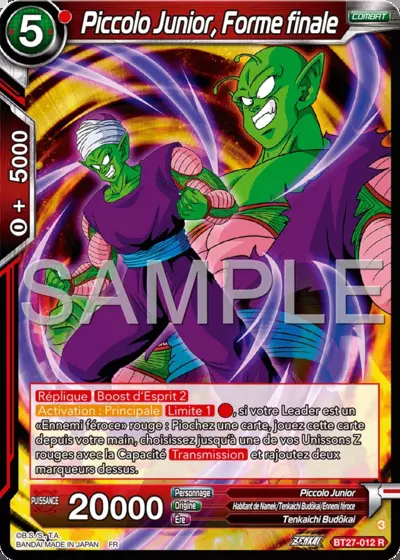 5
Piccolo Junior, Forme finale
COMBAT
0 + 5000
SAMPLE
Réplique Boost d'Esprit 2
Activation : Principale Limite 1 , si votre Leader est un
«Ennemi féroce» rouge : Piochez une carte, jouez cette carte
depuis votre main, choisissez jusqu'à une de vos Unissons Z
rouges avec la Capacité Transmission et rajoutez deux
marqueurs dessus.
3
PUISSANCE 20000
Personnage Piccolo Junior
Origine Habitant de Namek/Tenkaichi Budôkai/Ennemi féroce
Ère Tenkaichi Budôkai
©B.S./S., T.A.
BANDAI MADE IN JAPAN FR
BT27-012 R